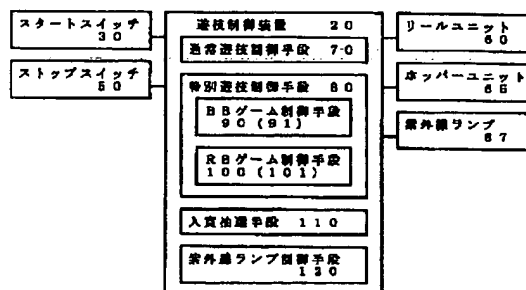 スタートスイッチ
30
ストップスイッチ
50
遊技制御装置 20
通常遊技制御手段 70
特別遊技制御手段 80
BBゲーム制御手段
90(91)
RBゲーム制御手段
100(101)
入賞抽選手段 110
紫外線ランプ制御手段
120
リールユニット
60
ホッパーユニット
65
紫外線ランプ
67